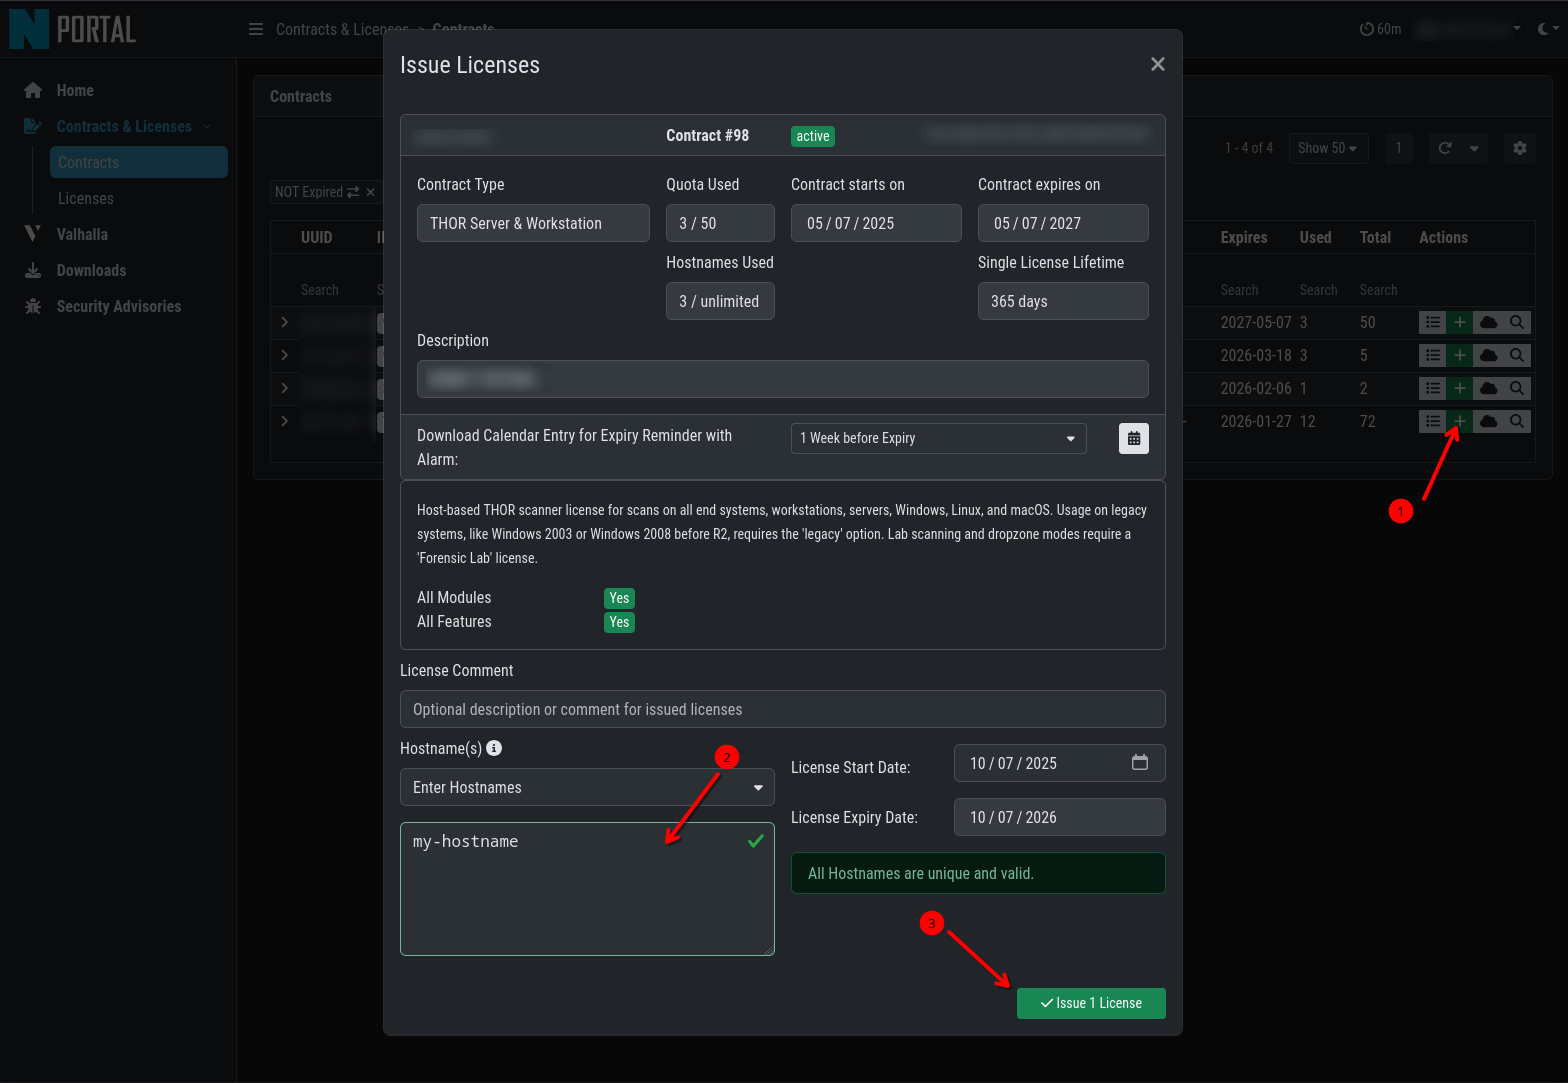 PORTAL
Contracts & Licenses > Contracts
60m
Home
Contracts & Licenses
Contracts
Licenses
Valhalla
Downloads
Security Advisories
Contracts
1 - 4 of 4
Show 50
1
NOT Expired
UUID
Expires Used Total Actions
Search
Search Search Search
2027-05-07 3 50
2026-03-18 3 5
2026-02-06 1 2
2026-01-27 12 72
1
Issue Licenses
Contract #98 active
Contract Type Quota Used Contract starts on Contract expires on
THOR Server & Workstation 3 / 50 05 / 07 / 2025 05 / 07 / 2027
Hostnames Used Single License Lifetime
3 / unlimited 365 days
Description
Download Calendar Entry for Expiry Reminder with
Alarm:
1 Week before Expiry
Host-based THOR scanner license for scans on all end systems, workstations, servers, Windows, Linux, and macOS. Usage on legacy
systems, like Windows 2003 or Windows 2008 before R2, requires the 'legacy' option. Lab scanning and dropzone modes require a
'Forensic Lab' license.
All Modules Yes
All Features Yes
License Comment
Optional description or comment for issued licenses
Hostname(s)
2
Enter Hostnames
my-hostname
License Start Date: 10 / 07 / 2025
License Expiry Date: 10 / 07 / 2026
All Hostnames are unique and valid.
3
Issue 1 License